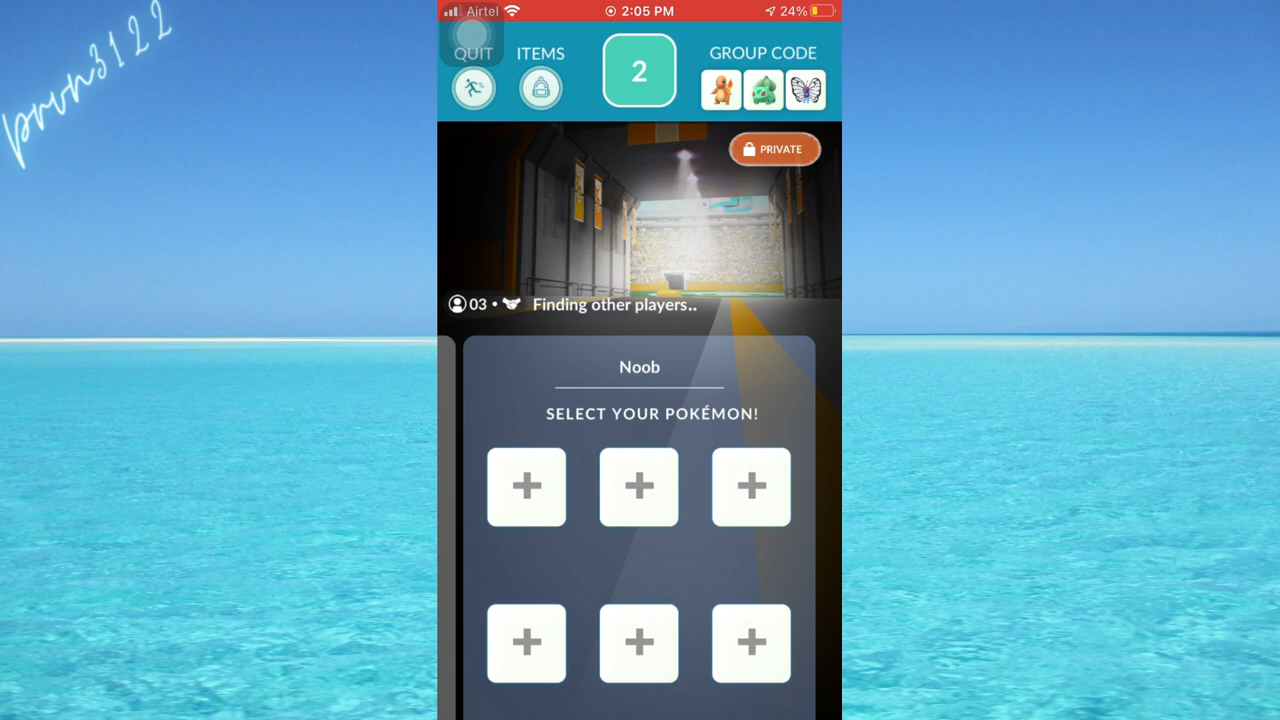 prvn3122
Airtel 2:05 PM 24%
QUIT ITEMS 2 GROUP CODE
PRIVATE
03 • Finding other players..
Noob
SELECT YOUR POKÉMON!